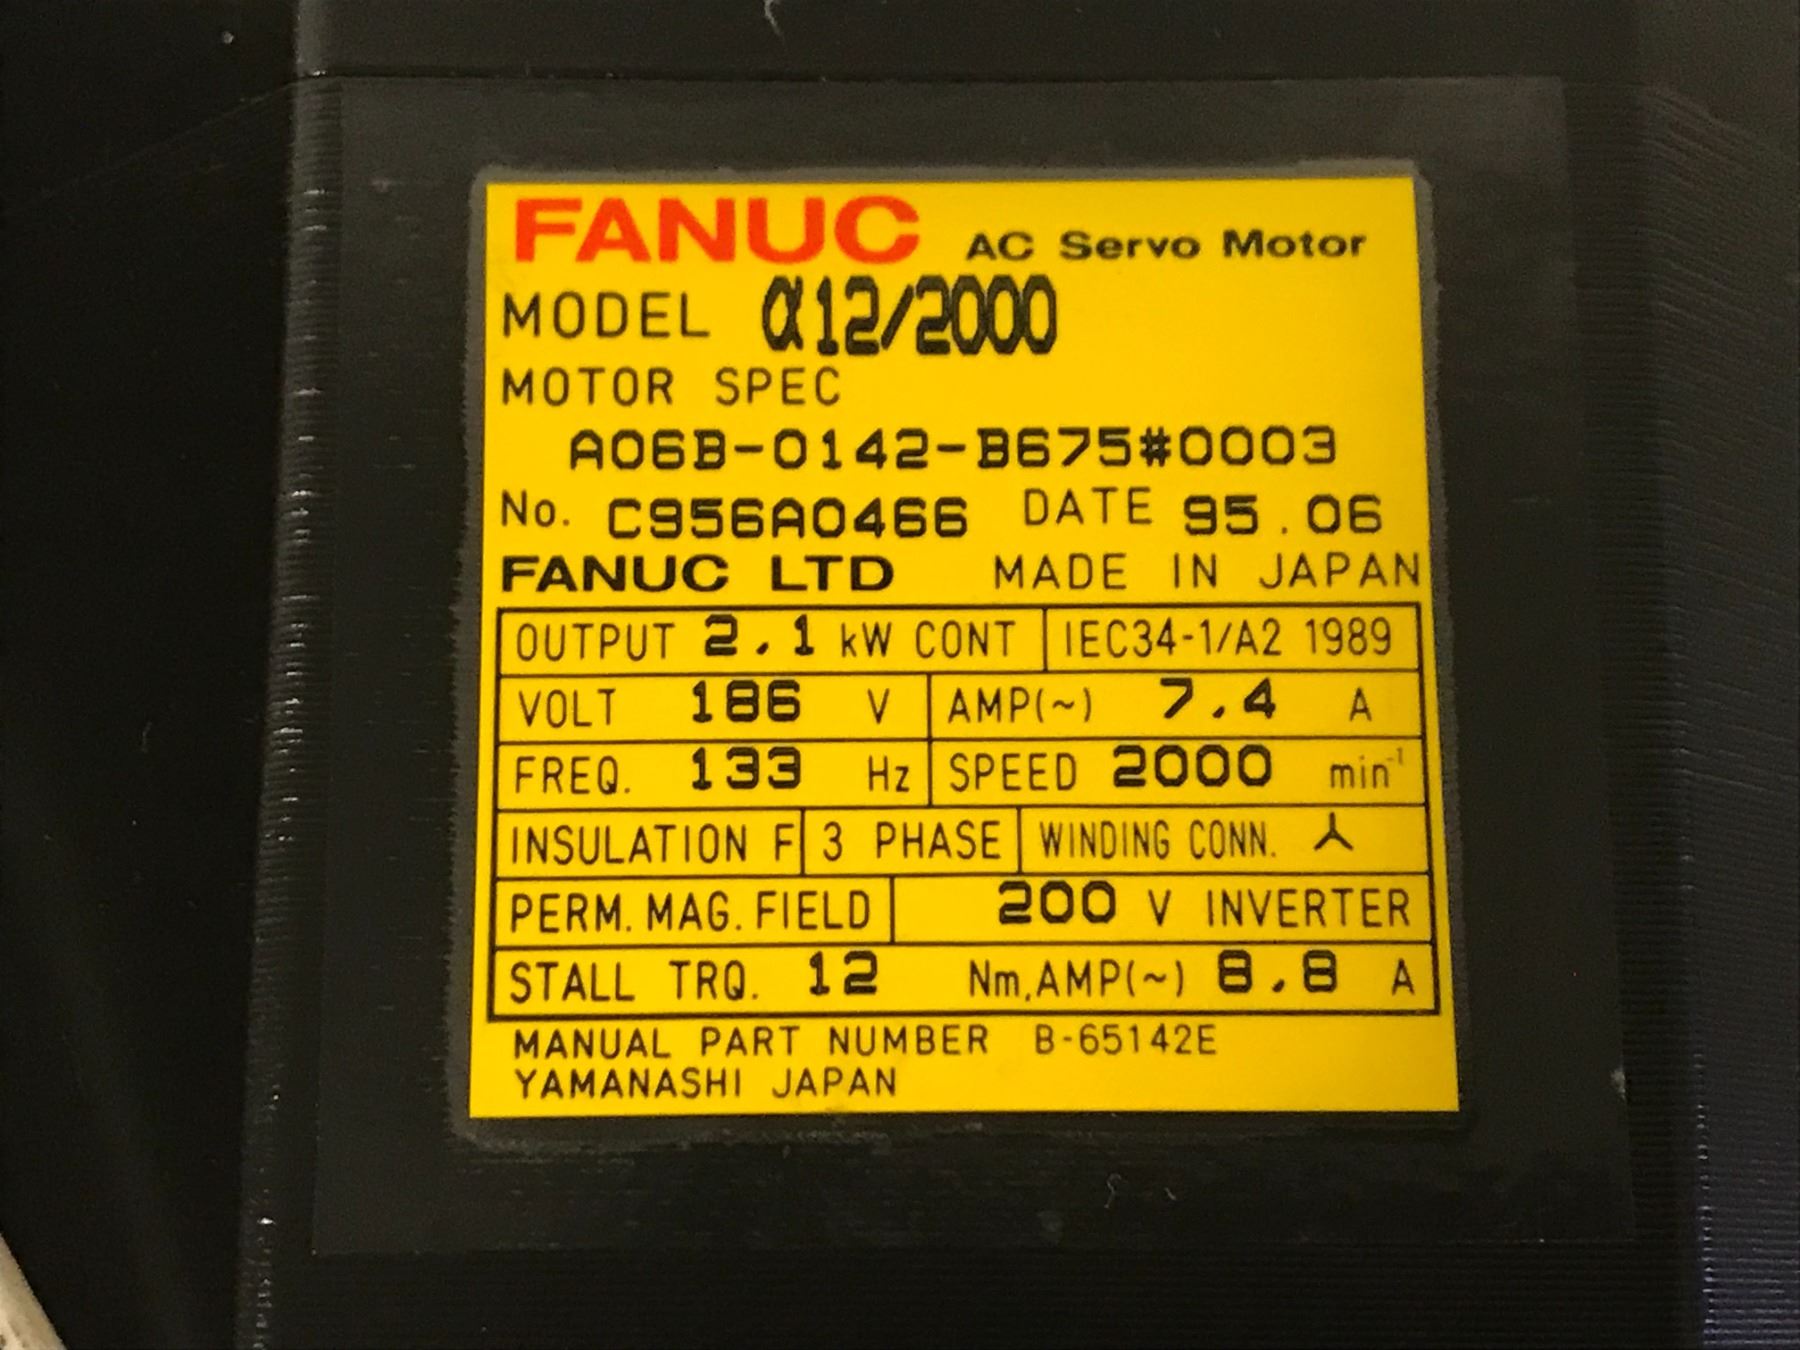 FANUC AC Servo Motor
MODEL α12/2000
MOTOR SPEC
A06B-0142-B675#0003
No. C956A0466 DATE 95.06
FANUC LTD MADE IN JAPAN
OUTPUT 2.1 kW CONT IEC34-1/A2 1989
VOLT 186 V AMP(~) 7.4 A
FREQ. 133 Hz SPEED 2000 min⁻¹
INSULATION F 3 PHASE WINDING CONN. ⅄
PERM. MAG. FIELD 200 V INVERTER
STALL TRQ. 12 Nm, AMP(~) 8.8 A
MANUAL PART NUMBER B-65142E
YAMANASHI JAPAN